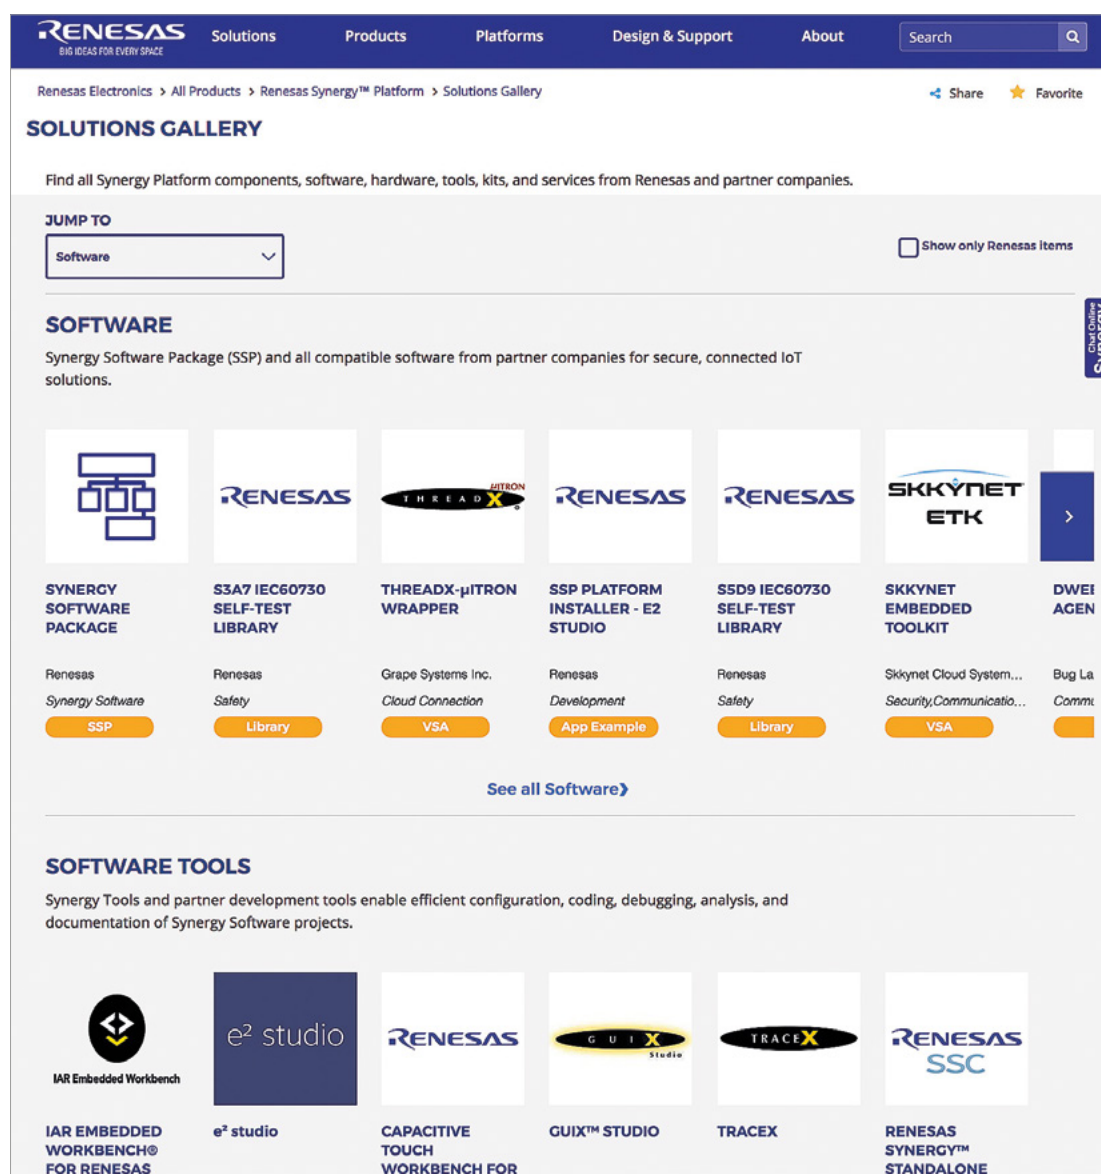 RENESAS
BIG IDEAS FOR EVERY SPACE
Solutions
Products
Platforms
Design & Support
About
Search
Renesas Electronics > All Products > Renesas Synergy™ Platform > Solutions Gallery
Share
Favorite
SOLUTIONS GALLERY
Find all Synergy Platform components, software, hardware, tools, kits, and services from Renesas and partner companies.
JUMP TO
Software
Show only Renesas items
Chat Online
Synergy
SOFTWARE
Synergy Software Package (SSP) and all compatible software from partner companies for secure, connected IoT
solutions.
RENESAS
THREADX
µITRON
RENESAS
RENESAS
SKKYNET
ETK
SYNERGY
SOFTWARE
PACKAGE
Renesas
Synergy Software
SSP
S3A7 IEC60730
SELF-TEST
LIBRARY
Renesas
Safety
Library
THREADX-µITRON
WRAPPER
Grape Systems Inc.
Cloud Connection
VSA
SSP PLATFORM
INSTALLER - E2
STUDIO
Renesas
Development
App Example
S5D9 IEC60730
SELF-TEST
LIBRARY
Renesas
Safety
Library
SKKYNET
EMBEDDED
TOOLKIT
Skkynet Cloud System...
Security,Communicatio...
VSA
AGEN
Bug La
See all Software❯
SOFTWARE TOOLS
Synergy Tools and partner development tools enable efficient configuration, coding, debugging, analysis, and
documentation of Synergy Software projects.
IAR Embedded Workbench
e² studio
RENESAS
GUIX
Studio
TRACEX
RENESAS
SSC
IAR EMBEDDED
WORKBENCH®
FOR RENESAS
e² studio
CAPACITIVE
TOUCH
WORKBENCH FOR
GUIX™ STUDIO
TRACEX
RENESAS
SYNERGY™
STANDALONE